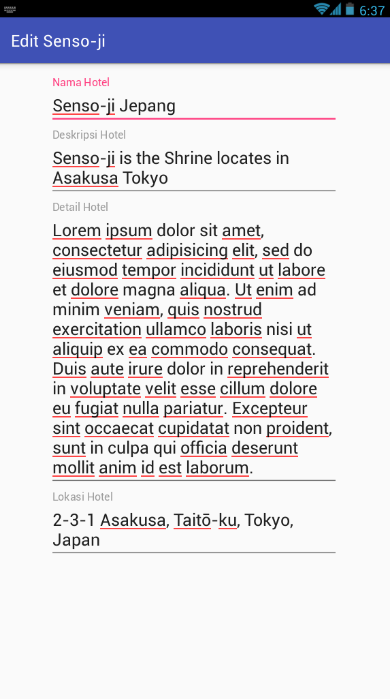 6:37
Edit Senso-ji
Nama Hotel
Senso-ji Jepang
Deskripsi Hotel
Senso-ji is the Shrine locates in
Asakusa Tokyo
Detail Hotel
Lorem ipsum dolor sit amet,
consectetur adipisicing elit, sed do
eiusmod tempor incididunt ut labore
et dolore magna aliqua. Ut enim ad
minim veniam, quis nostrud
exercitation ullamco laboris nisi ut
aliquip ex ea commodo consequat.
Duis aute irure dolor in reprehenderit
in voluptate velit esse cillum dolore
eu fugiat nulla pariatur. Excepteur
sint occaecat cupidatat non proident,
sunt in culpa qui officia deserunt
mollit anim id est laborum.
Lokasi Hotel
2-3-1 Asakusa, Taitō-ku, Tokyo,
Japan